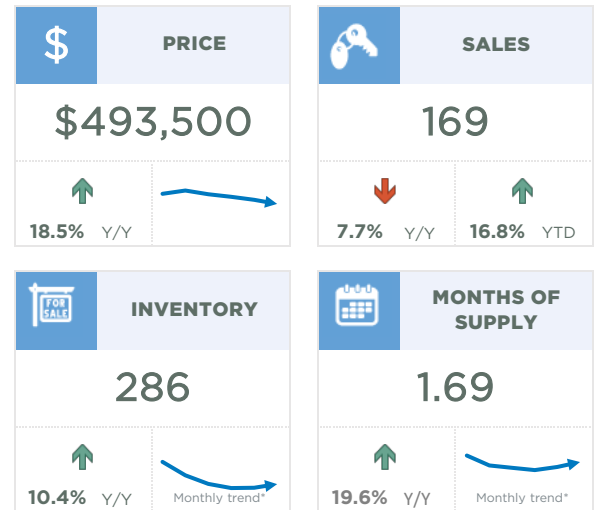 $
PRICE
$493,500
18.5% Y/Y
SALES
169
7.7% Y/Y
16.8% YTD
FOR
SALE
INVENTORY
286
10.4% Y/Y
Monthly trend*
MONTHS OF
SUPPLY
1.69
19.6% Y/Y
Monthly trend*